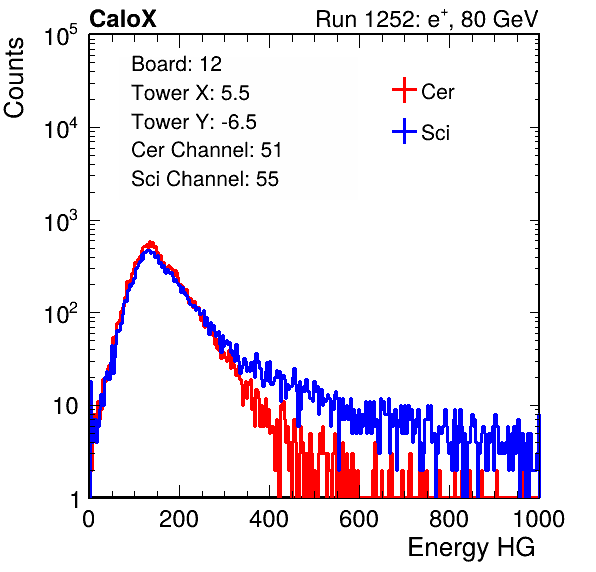 CaloX Run 1252: e⁺, 80 GeV
Counts
10⁵
10⁴
10³
10²
10
1
Board: 12
Tower X: 5.5
Tower Y: -6.5
Cer Channel: 51
Sci Channel: 55
Cer
Sci
0 200 400 600 800 1000
Energy HG